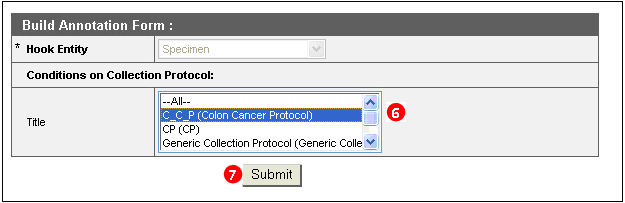 Build Annotation Form :
* Hook Entity Specimen
Conditions on Collection Protocol:
Title
--All--
C_C_P (Colon Cancer Protocol)
CP (CP)
Generic Collection Protocol (Generic Colle
6
7 Submit